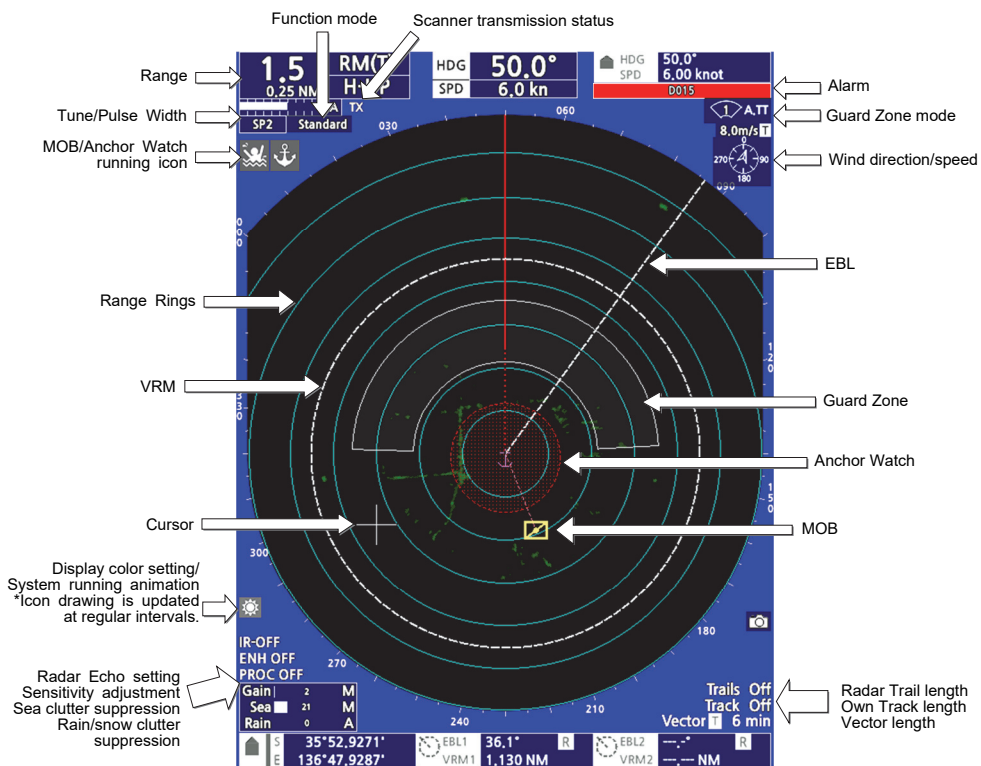 Function mode
Scanner transmission status
Range
1.5
0.25 NM
HDG
50.0°
SPD
6.0 kn
HDG
50.0°
SPD
6.00 knot
D015
Alarm
Tune/Pulse Width
TX
SP2
Standard
1
A,TT
Guard Zone mode
MOB/Anchor Watch
running icon
8.0m/s T
0
270
90
180
Wind direction/speed
030
060
090
000
EBL
Range Rings
120
VRM
330
Guard Zone
Anchor Watch
150
Cursor
MOB
300
Display color setting/
System running animation
*Icon drawing is updated
at regular intervals.
180
IR-OFF
ENH OFF
PROC OFF
270
240
210
Radar Echo setting
Sensitivity adjustment
Sea clutter suppression
Rain/snow clutter
suppression
Gain 2 M
Sea 21 M
Rain 0 A
Trails Off
Track Off
Vector T 6 min
Radar Trail length
Own Track length
Vector length
S 35°52.9271'
E 136°47.9287'
EBL1 36.1° R
VRM1 1.130 NM
EBL2 ---.-° R
VRM2 --.--- NM